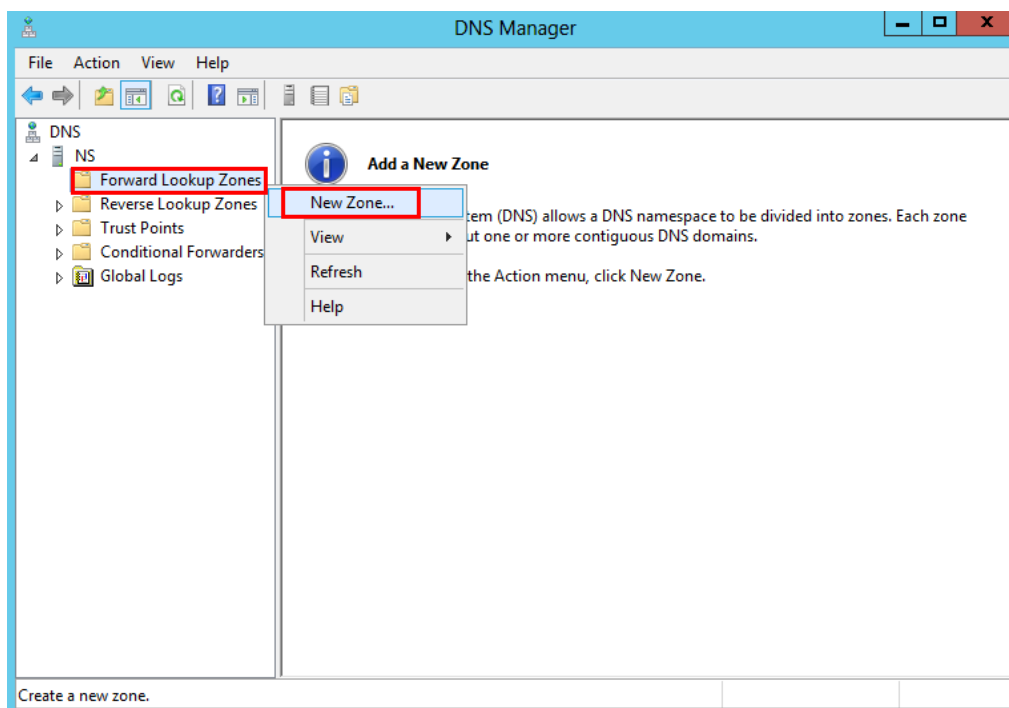 DNS Manager
File Action View Help
DNS
NS
Forward Lookup Zones
Reverse Lookup Zones
Trust Points
Conditional Forwarders
Global Logs
Add a New Zone
New Zone...
View
Refresh
Help
(DNS) allows a DNS namespace to be divided into zones. Each zone
one or more contiguous DNS domains.
the Action menu, click New Zone.
Create a new zone.